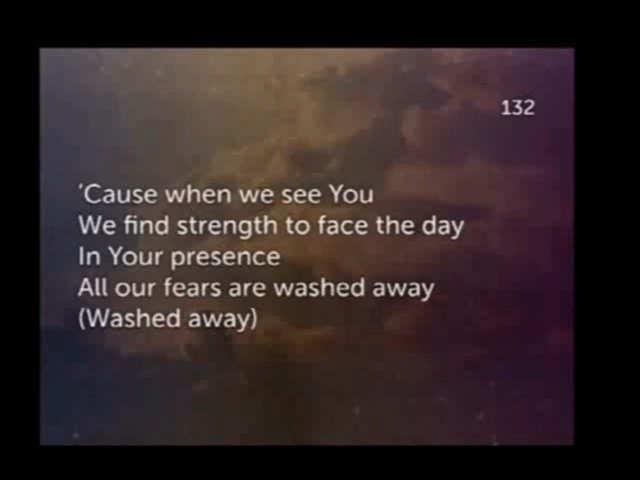 132
'Cause when we see You
We find strength to face the day
In Your presence
All our fears are washed away
(Washed away)